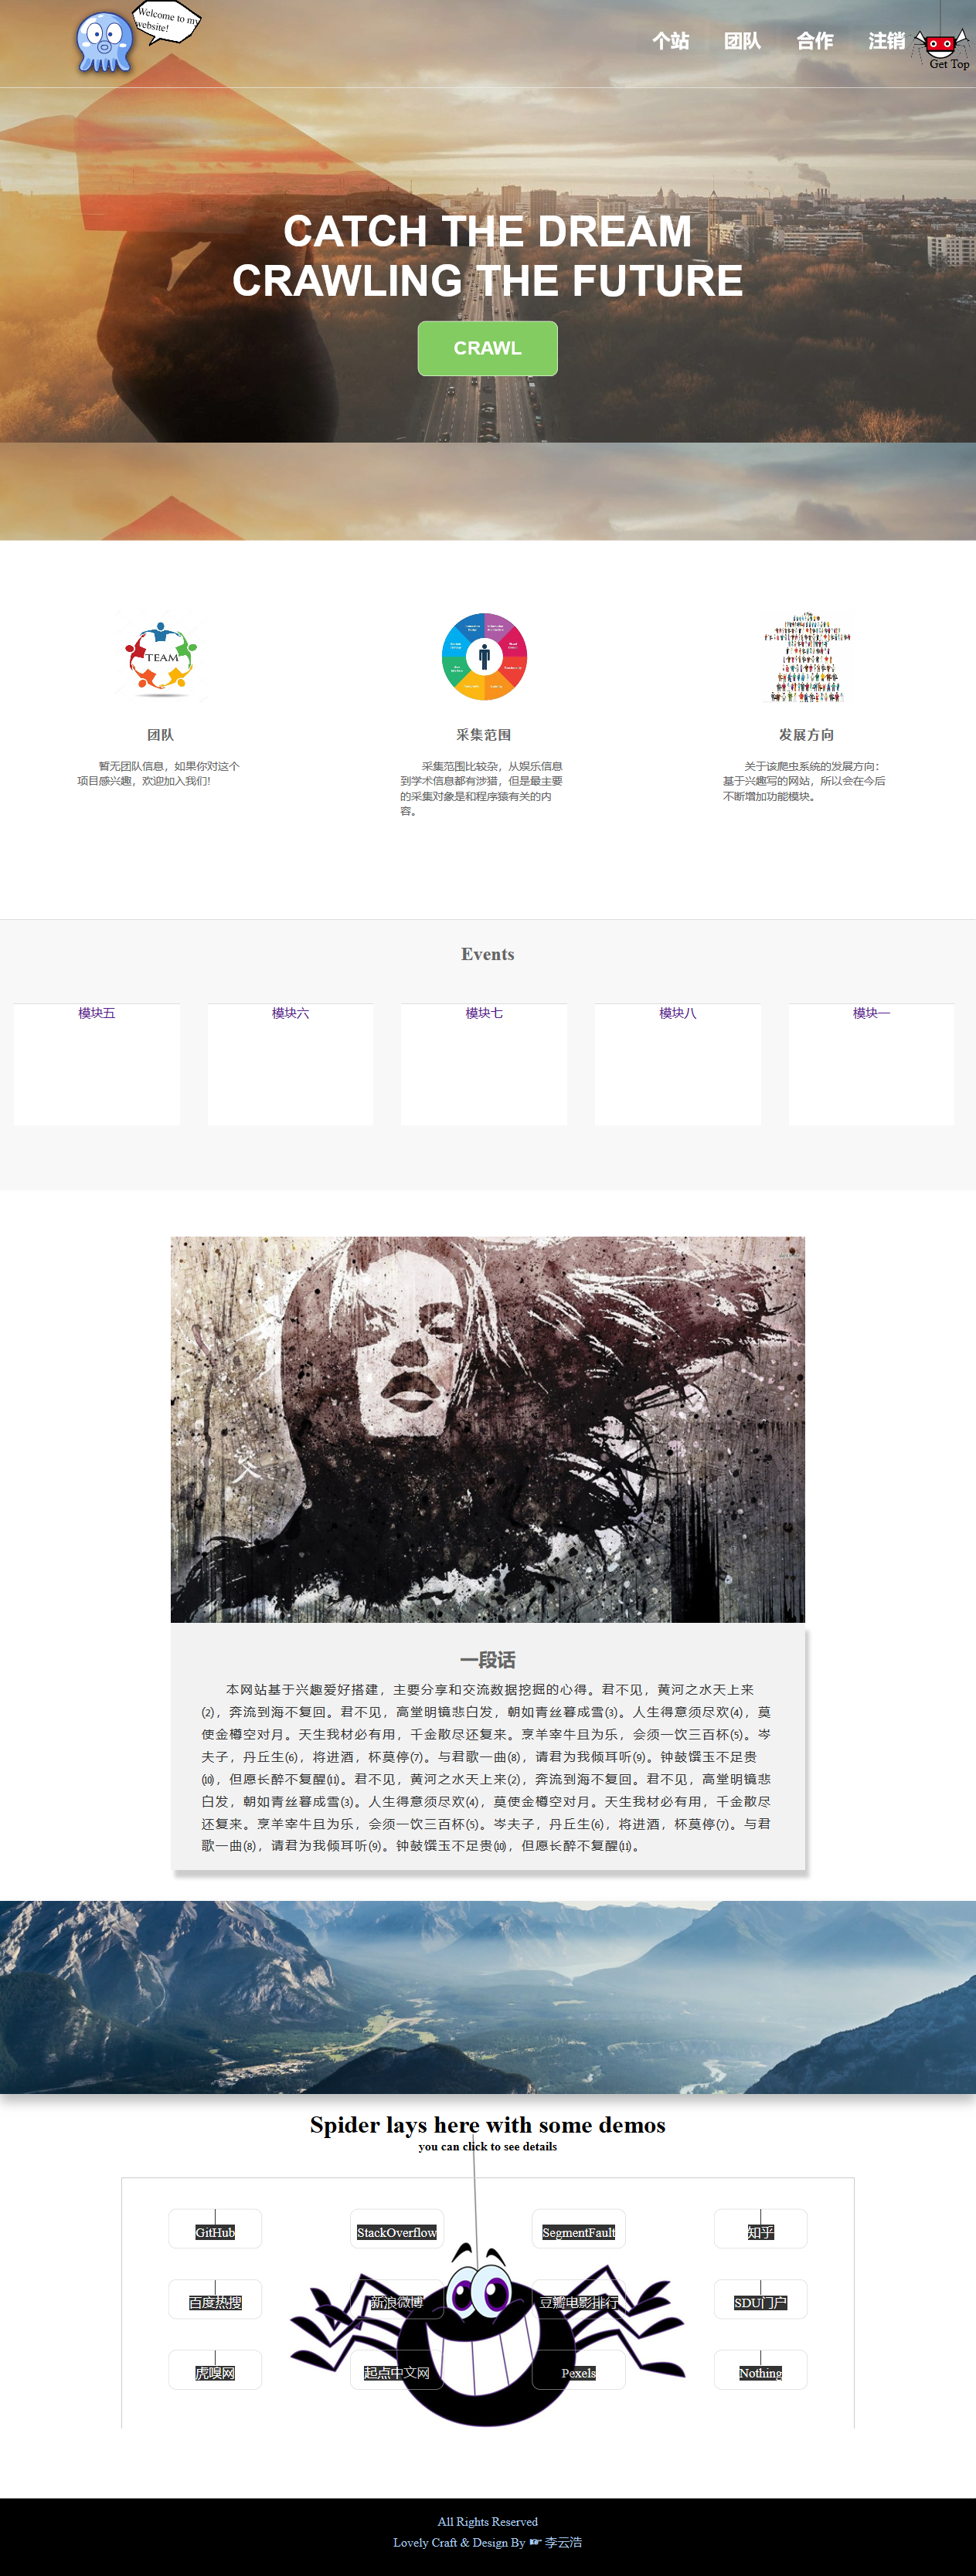 Welcome to my
website!
个站 团队 合作 注销
Get Top
CATCH THE DREAM
CRAWLING THE FUTURE
CRAWL
TEAM
团队
暂无团队信息，如果你对这个
项目感兴趣，欢迎加入我们!
采集范围
采集范围比较杂，从娱乐信息
到学术信息都有涉猎，但是最主要
的采集对象是和程序猿有关的内
容。
发展方向
关于该爬虫系统的发展方向：
基于兴趣写的网站，所以会在今后
不断增加功能模块。
Events
模块五 模块六 模块七 模块八 模块一
一段话
本网站基于兴趣爱好搭建，主要分享和交流数据挖掘的心得。君不见，黄河之水天上来
⑵，奔流到海不复回。君不见，高堂明镜悲白发，朝如青丝暮成雪⑶。人生得意须尽欢⑷，莫
使金樽空对月。天生我材必有用，千金散尽还复来。烹羊宰牛且为乐，会须一饮三百杯⑸。岑
夫子，丹丘生⑹，将进酒，杯莫停⑺。与君歌一曲⑻，请君为我倾耳听⑼。钟鼓馔玉不足贵
⑽，但愿长醉不复醒⑾。君不见，黄河之水天上来⑵，奔流到海不复回。君不见，高堂明镜悲
白发，朝如青丝暮成雪⑶。人生得意须尽欢⑷，莫使金樽空对月。天生我材必有用，千金散尽
还复来。烹羊宰牛且为乐，会须一饮三百杯⑸。岑夫子，丹丘生⑹，将进酒，杯莫停⑺。与君
歌一曲⑻，请君为我倾耳听⑼。钟鼓馔玉不足贵⑽，但愿长醉不复醒⑾。
Spider lays here with some demos
you can click to see details
GitHub StackOverflow SegmentFault 知乎
百度热搜 新浪微博 豆瓣电影排行 SDU门户
虎嗅网 起点中文网 Pexels Nothing
All Rights Reserved
Lovely Craft & Design By ☛ 李云浩